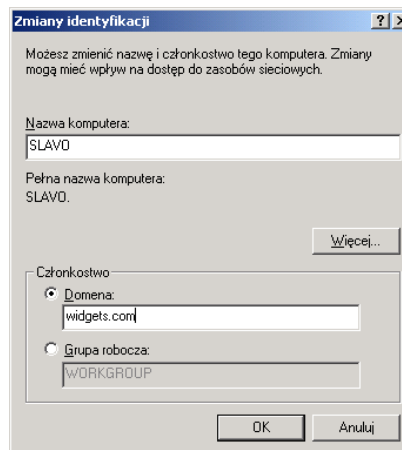 Zmiany identyfikacji
Możesz zmienić nazwę i członkostwo tego komputera. Zmiany
mogą mieć wpływ na dostęp do zasobów sieciowych.
Nazwa komputera:
SLAVO
Pełna nazwa komputera:
SLAVO.
Więcej...
Członkostwo
Domena:
widgets.com
Grupa robocza:
WORKGROUP
OK Anuluj